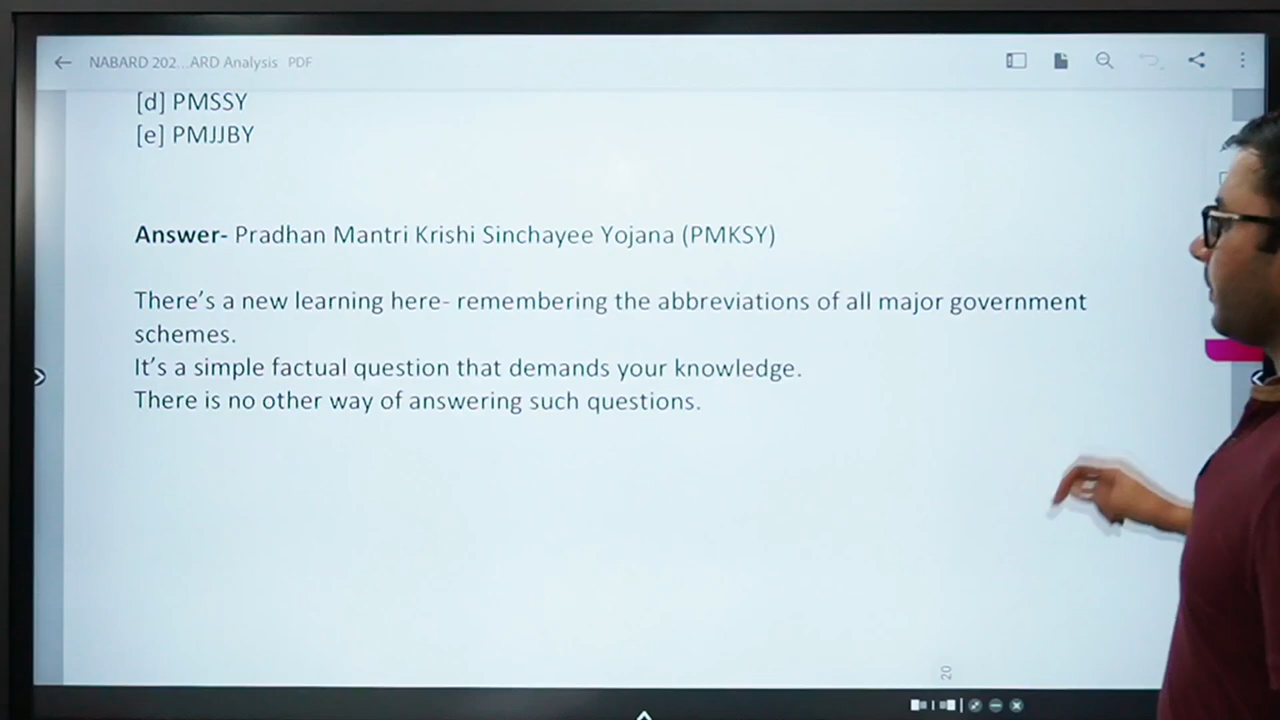 NABARD 202...ARD Analysis PDF
[d] PMSSY
[e] PMJJBY
Answer- Pradhan Mantri Krishi Sinchayee Yojana (PMKSY)
There's a new learning here- remembering the abbreviations of all major government
schemes.
It's a simple factual question that demands your knowledge.
There is no other way of answering such questions.
20